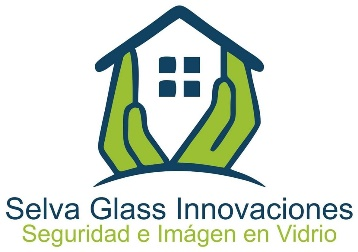 Selva Glass Innovaciones
Seguridad e Imágen en Vidrio